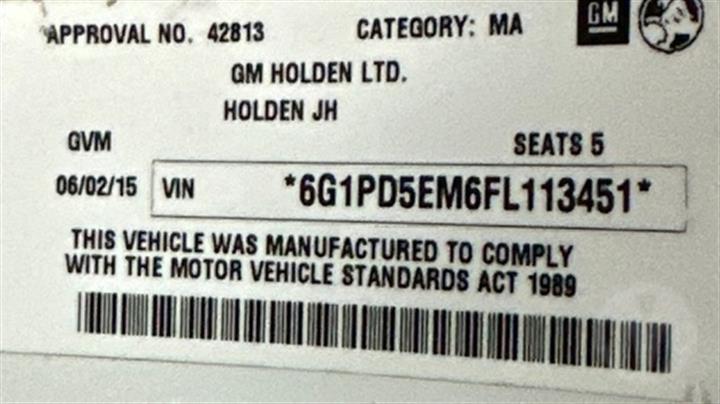 APPROVAL NO. 42813 CATEGORY: MA GM
GM HOLDEN LTD.
HOLDEN JH
GVM SEATS 5
06/02/15 VIN *6G1PD5EM6FL113451*
THIS VEHICLE WAS MANUFACTURED TO COMPLY
WITH THE MOTOR VEHICLE STANDARDS ACT 1989